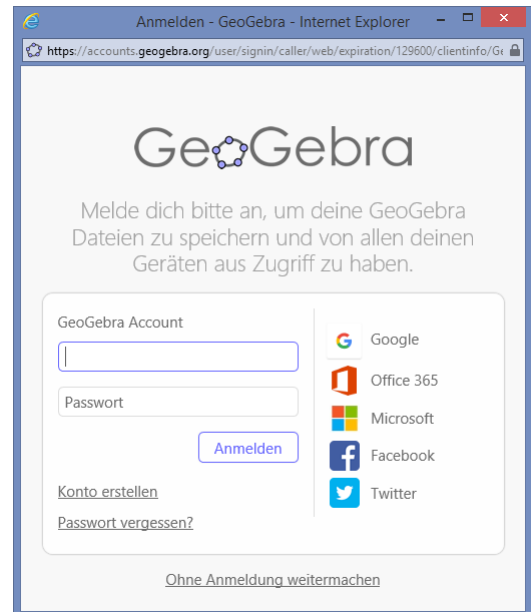 Anmelden - GeoGebra - Internet Explorer
https://accounts.geogebra.org/user/signin/caller/web/expiration/129600/clientinfo/Ge
GeoGebra
Melde dich bitte an, um deine GeoGebra
Dateien zu speichern und von allen deinen
Geräten aus Zugriff zu haben.
GeoGebra Account
Passwort
Anmelden
Konto erstellen
Passwort vergessen?
Google
Office 365
Microsoft
Facebook
Twitter
Ohne Anmeldung weitermachen